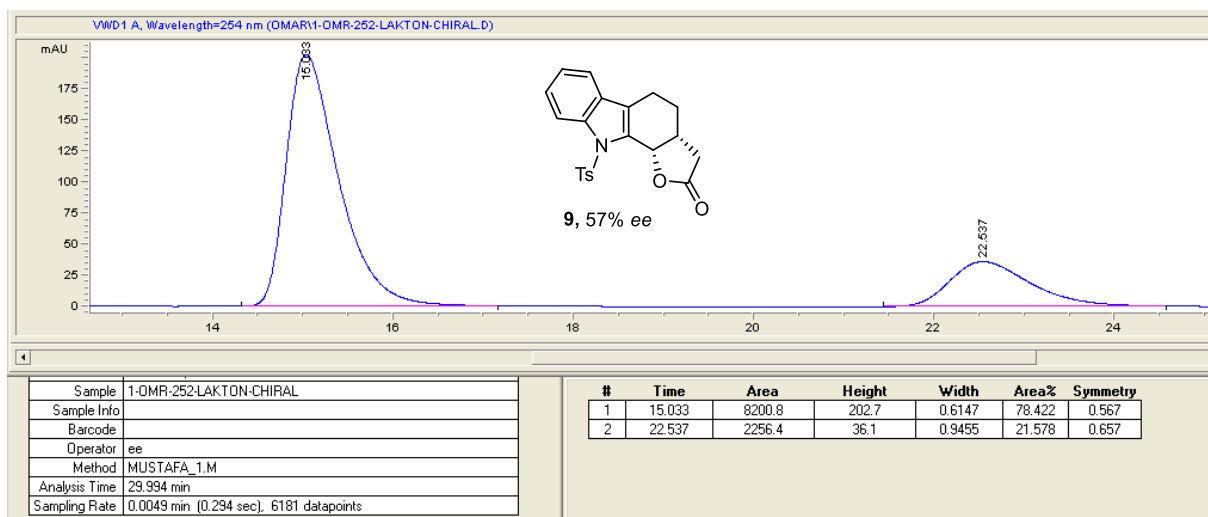 VWD1 A, Wavelength=254 nm (OMAR\1-OMR-252-LAKTON-CHIRAL.D)
mAU
175
150
125
100
75
50
25
0
15.033
22.537
N
Ts
O
O
9, 57% ee
14 16 18 20 22 24
Sample 1-OMR-252-LAKTON-CHIRAL
Sample Info
Barcode
Operator ee
Method MUSTAFA_1.M
Analysis Time 29.994 min
Sampling Rate 0.0049 min (0.294 sec), 6181 datapoints
# Time Area Height Width Area% Symmetry
1 15.033 8200.8 202.7 0.6147 78.422 0.567
2 22.537 2256.4 36.1 0.9455 21.578 0.657